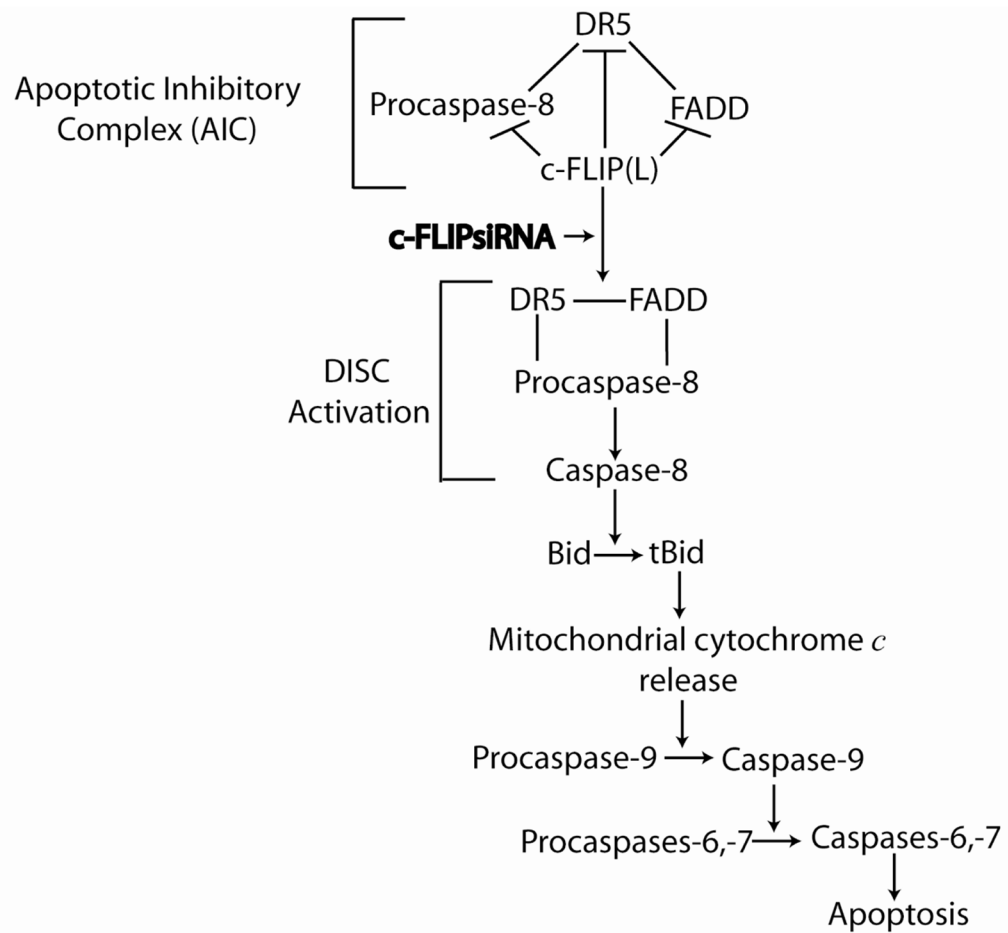 DR5
Apoptotic Inhibitory
Complex (AIC)
Procaspase-8
FADD
c-FLIP(L)
c-FLIPsiRNA
DR5
FADD
DISC
Activation
Procaspase-8
Caspase-8
Bid
tBid
Mitochondrial cytochrome c
release
Procaspase-9
Caspase-9
Procaspases-6,-7
Caspases-6,-7
Apoptosis